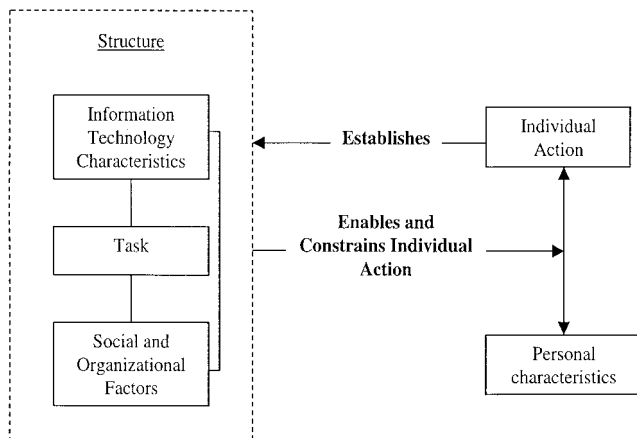 Structure
Information
Technology
Characteristics
Task
Social and
Organizational
Factors
Establishes
Enables and
Constrains Individual
Action
Individual
Action
Personal
characteristics